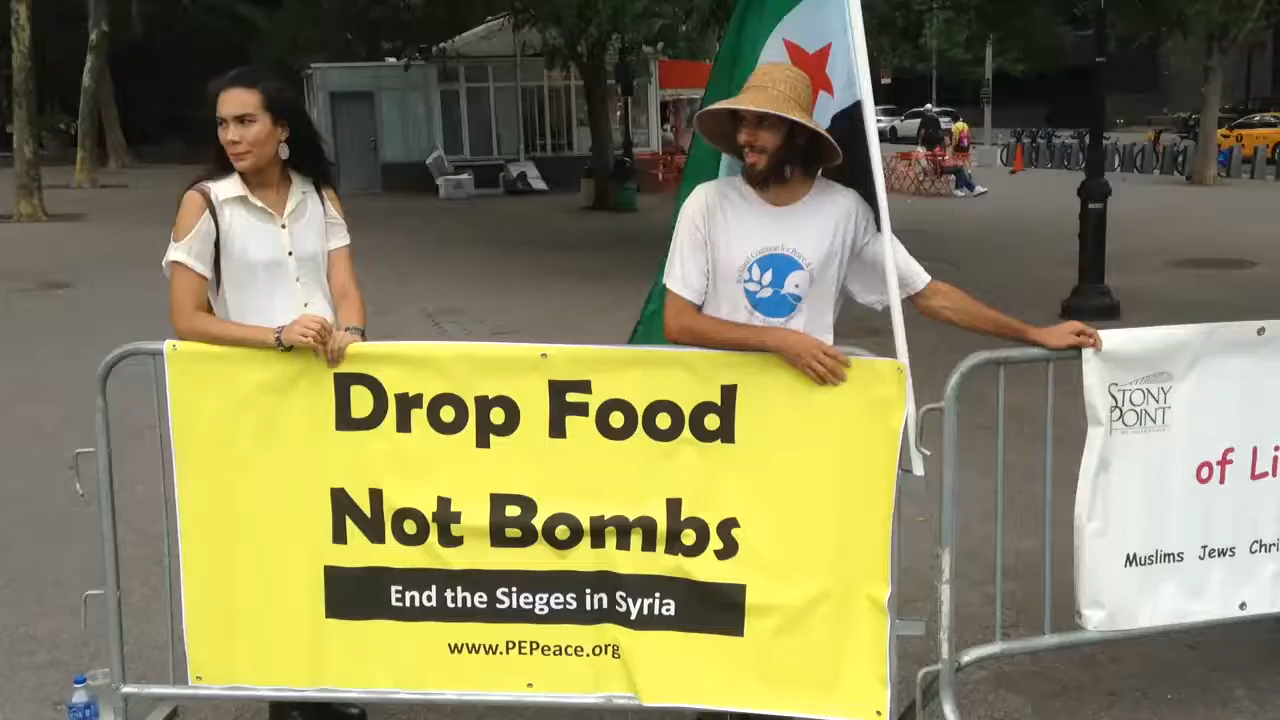 Drop Food
Not Bombs
End the Sieges in Syria
www.PEPeace.org
STONY
POINT
of Li
Muslims Jews Chri